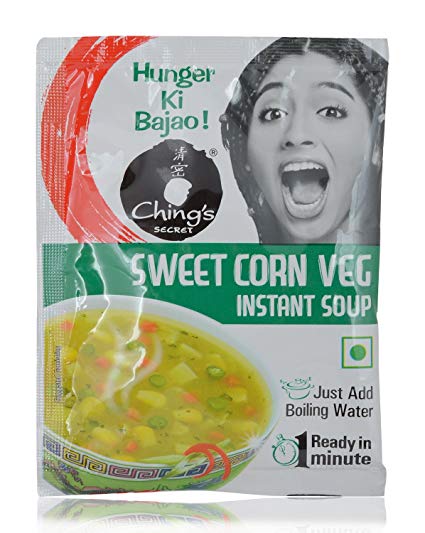 Hunger
Ki
Bajao!
清
密
®
Ching's
SECRET
SWEET CORN VEG
INSTANT SOUP
Just Add
Boiling Water
1 Ready in
minute